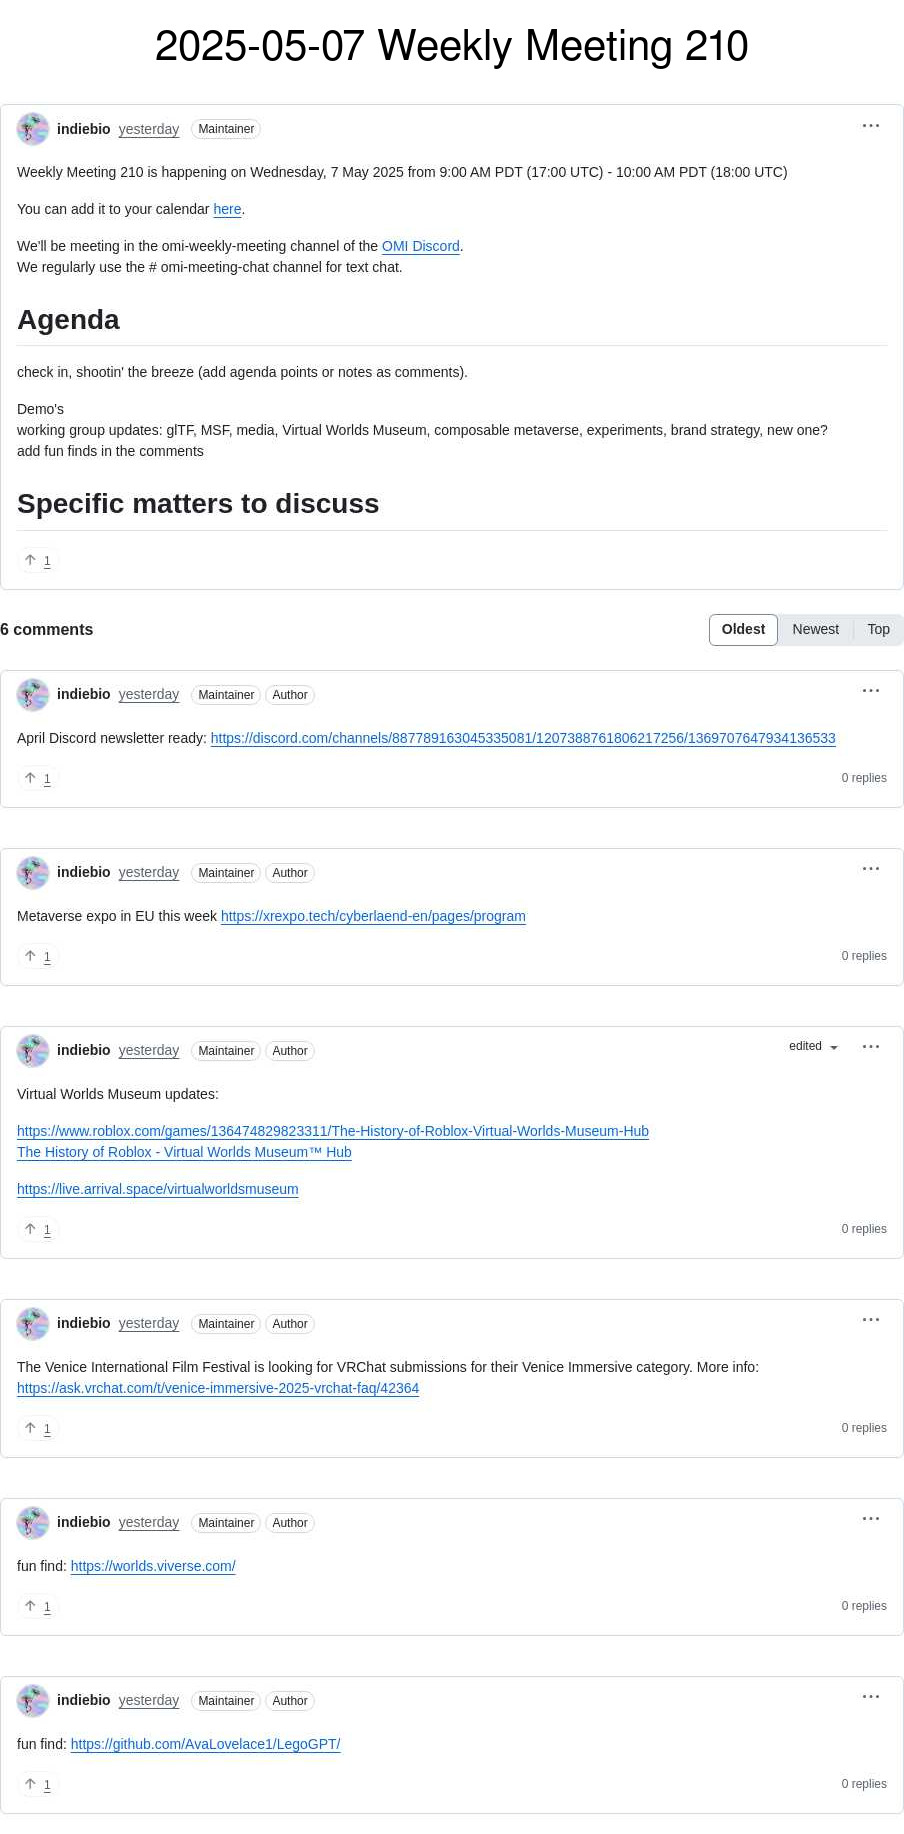 2025-05-07 Weekly Meeting 210
indiebio yesterday Maintainer
Weekly Meeting 210 is happening on Wednesday, 7 May 2025 from 9:00 AM PDT (17:00 UTC) - 10:00 AM PDT (18:00 UTC)
You can add it to your calendar here.
We'll be meeting in the omi-weekly-meeting channel of the OMI Discord.
We regularly use the # omi-meeting-chat channel for text chat.
Agenda
check in, shootin' the breeze (add agenda points or notes as comments).
Demo's
working group updates: glTF, MSF, media, Virtual Worlds Museum, composable metaverse, experiments, brand strategy, new one?
add fun finds in the comments
Specific matters to discuss
1
6 comments Oldest Newest Top
indiebio yesterday Maintainer Author
April Discord newsletter ready: https://discord.com/channels/887789163045335081/1207388761806217256/1369707647934136533
1 0 replies
indiebio yesterday Maintainer Author
Metaverse expo in EU this week https://xrexpo.tech/cyberlaend-en/pages/program
1 0 replies
indiebio yesterday Maintainer Author edited
Virtual Worlds Museum updates:
https://www.roblox.com/games/136474829823311/The-History-of-Roblox-Virtual-Worlds-Museum-Hub
The History of Roblox - Virtual Worlds Museum™ Hub
https://live.arrival.space/virtualworldsmuseum
1 0 replies
indiebio yesterday Maintainer Author
The Venice International Film Festival is looking for VRChat submissions for their Venice Immersive category. More info:
https://ask.vrchat.com/t/venice-immersive-2025-vrchat-faq/42364
1 0 replies
indiebio yesterday Maintainer Author
fun find: https://worlds.viverse.com/
1 0 replies
indiebio yesterday Maintainer Author
fun find: https://github.com/AvaLovelace1/LegoGPT/
1 0 replies